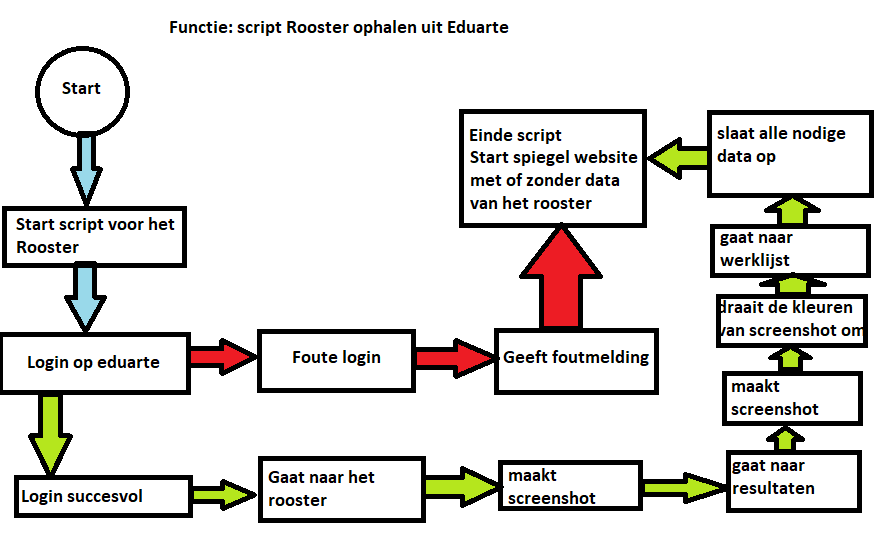 Functie: script Rooster ophalen uit Eduarte
Start
Start script voor het
Rooster
Login op eduarte
Foute login
Geeft foutmelding
Einde script
Start spiegel website
met of zonder data
van het rooster
Login succesvol
Gaat naar het
rooster
maakt
screenshot
gaat naar
resultaten
maakt
screenshot
draait de kleuren
van screenshot om
gaat naar
werklijst
slaat alle nodige
data op